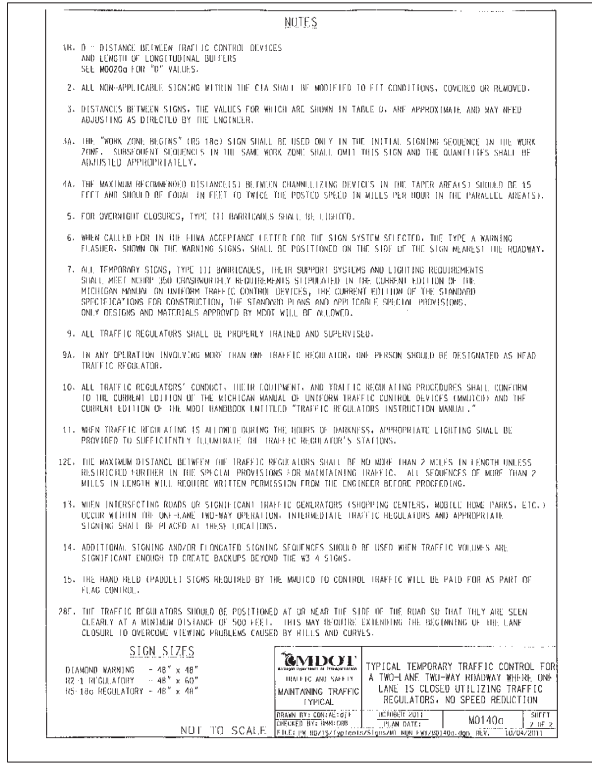 NOTES
1B. D = DISTANCE BETWEEN TRAFFIC CONTROL DEVICES
AND LENGTH OF LONGITUDINAL BUFFERS
SEE M0020a FOR "D" VALUES.
2. ALL NON-APPLICABLE SIGNING WITHIN THE CIA SHALL BE MODIFIED TO FIT CONDITIONS, COVERED OR REMOVED.
3. DISTANCES BETWEEN SIGNS, THE VALUES FOR WHICH ARE SHOWN IN TABLE D, ARE APPROXIMATE AND MAY NEED
ADJUSTING AS DIRECTED BY THE ENGINEER.
3A. THE "WORK ZONE BEGINS" (R5-18c) SIGN SHALL BE USED ONLY IN THE INITIAL SIGNING SEQUENCE IN THE WORK
ZONE. SUBSEQUENT SEQUENCES IN THE SAME WORK ZONE SHALL OMIT THIS SIGN AND THE QUANTITIES SHALL BE
ADJUSTED APPROPRIATELY.
4A. THE MAXIMUM RECOMMENDED DISTANCE(S) BETWEEN CHANNELIZING DEVICES IN THE TAPER AREA(S) SHOULD BE 15
FEET AND SHOULD BE EQUAL IN FEET TO TWICE THE POSTED SPEED IN MILES PER HOUR IN THE PARALLEL AREA(S).
5. FOR OVERNIGHT CLOSURES, TYPE III BARRICADES SHALL BE LIGHTED.
6. WHEN CALLED FOR IN THE FHWA ACCEPTANCE LETTER FOR THE SIGN SYSTEM SELECTED, THE TYPE A WARNING
FLASHER, SHOWN ON THE WARNING SIGNS, SHALL BE POSITIONED ON THE SIDE OF THE SIGN NEAREST THE ROADWAY.
7. ALL TEMPORARY SIGNS, TYPE III BARRICADES, THEIR SUPPORT SYSTEMS AND LIGHTING REQUIREMENTS
SHALL MEET NCHRP 350 CRASHWORTHY REQUIREMENTS STIPULATED IN THE CURRENT EDITION OF THE
MICHIGAN MANUAL ON UNIFORM TRAFFIC CONTROL DEVICES, THE CURRENT EDITION OF THE STANDARD
SPECIFICATIONS FOR CONSTRUCTION, THE STANDARD PLANS AND APPLICABLE SPECIAL PROVISIONS.
ONLY DESIGNS AND MATERIALS APPROVED BY MDOT WILL BE ALLOWED.
9. ALL TRAFFIC REGULATORS SHALL BE PROPERLY TRAINED AND SUPERVISED.
9A. IN ANY OPERATION INVOLVING MORE THAN ONE TRAFFIC REGULATOR, ONE PERSON SHOULD BE DESIGNATED AS HEAD
TRAFFIC REGULATOR.
10. ALL TRAFFIC REGULATORS' CONDUCT, THEIR EQUIPMENT, AND TRAFFIC REGULATING PROCEDURES SHALL CONFORM
TO THE CURRENT EDITION OF THE MICHIGAN MANUAL OF UNIFORM TRAFFIC CONTROL DEVICES (MMUTCD) AND THE
CURRENT EDITION OF THE MDOT HANDBOOK ENTITLED "TRAFFIC REGULATORS INSTRUCTION MANUAL."
11. WHEN TRAFFIC REGULATING IS ALLOWED DURING THE HOURS OF DARKNESS, APPROPRIATE LIGHTING SHALL BE
PROVIDED TO SUFFICIENTLY ILLUMINATE THE TRAFFIC REGULATOR'S STATIONS.
12E. THE MAXIMUM DISTANCE BETWEEN THE TRAFFIC REGULATORS SHALL BE NO MORE THAN 2 MILES IN LENGTH UNLESS
RESTRICTED FURTHER IN THE SPECIAL PROVISIONS FOR MAINTAINING TRAFFIC. ALL SEQUENCES OF MORE THAN 2
MILES IN LENGTH WILL REQUIRE WRITTEN PERMISSION FROM THE ENGINEER BEFORE PROCEEDING.
13. WHEN INTERSECTING ROADS OR SIGNIFICANT TRAFFIC GENERATORS (SHOPPING CENTERS, MOBILE HOME PARKS, ETC.)
OCCUR WITHIN THE ONE-LANE TWO-WAY OPERATION, INTERMEDIATE TRAFFIC REGULATORS AND APPROPRIATE
SIGNING SHALL BE PLACED AT THESE LOCATIONS.
14. ADDITIONAL SIGNING AND/OR ELONGATED SIGNING SEQUENCES SHOULD BE USED WHEN TRAFFIC VOLUMES ARE
SIGNIFICANT ENOUGH TO CREATE BACKUPS BEYOND THE W3-4 SIGNS.
15. THE HAND HELD (PADDLE) SIGNS REQUIRED BY THE MMUTCD TO CONTROL TRAFFIC WILL BE PAID FOR AS PART OF
FLAG CONTROL.
28E. THE TRAFFIC REGULATORS SHOULD BE POSITIONED AT OR NEAR THE SIDE OF THE ROAD SO THAT THEY ARE SEEN
CLEARLY AT A MINIMUM DISTANCE OF 500 FEET. THIS MAY REQUIRE EXTENDING THE BEGINNING OF THE LANE
CLOSURE TO OVERCOME VIEWING PROBLEMS CAUSED BY HILLS AND CURVES.
SIGN SIZES
DIAMOND WARNING - 48" x 48"
R2-1 REGULATORY - 48" x 60"
R5-18c REGULATORY - 48" x 48"
NOT TO SCALE
MDOT
Michigan Department of Transportation
TRAFFIC AND SAFETY
MAINTAINING TRAFFIC
TYPICAL
TYPICAL TEMPORARY TRAFFIC CONTROL FOR
A TWO-LANE TWO-WAY ROADWAY WHERE ONE
LANE IS CLOSED UTILIZING TRAFFIC
REGULATORS, NO SPEED REDUCTION
DRAWN BY: CON:AE:djf
CHECKED BY: BMM:CRB
OCTOBER 2011
PLAN DATE:
M0140a
SHEET
2 OF 2
REV. 10/04/2011